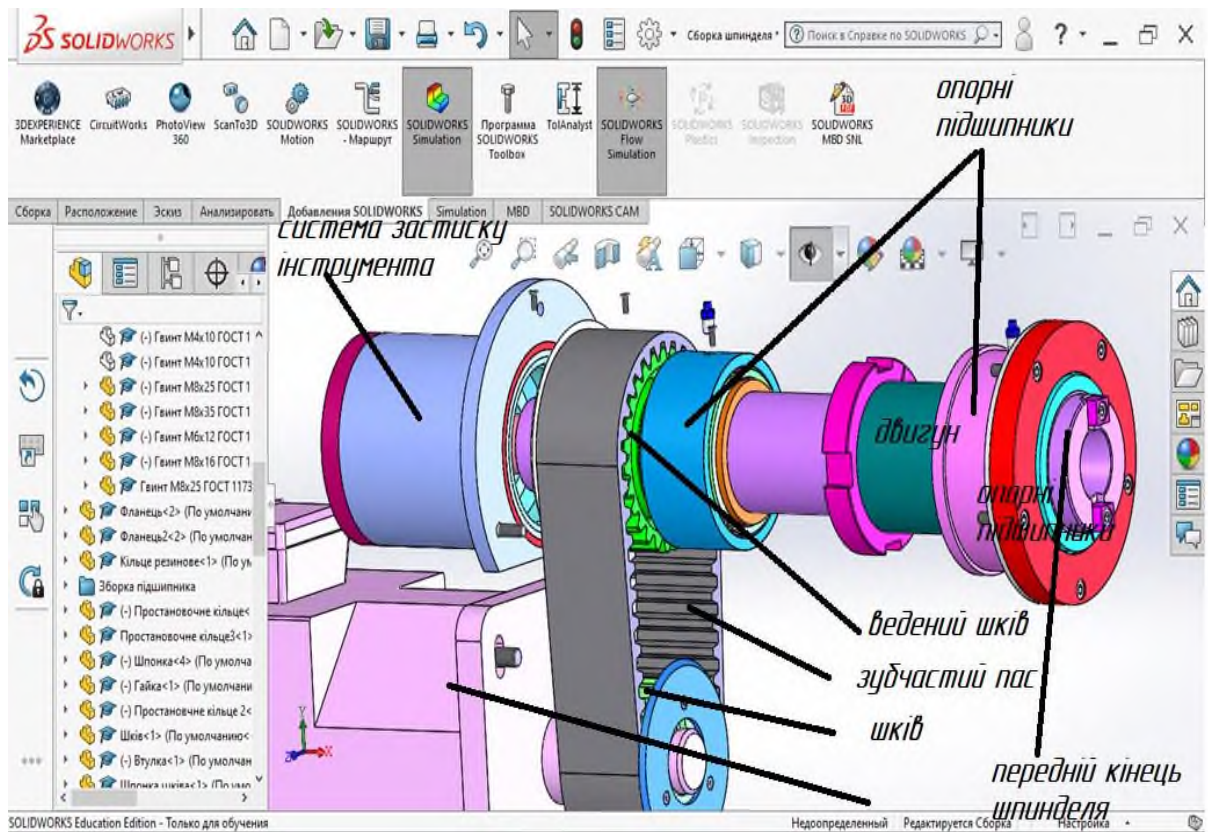 SOLIDWORKS
Сборка шпинделя *
Поиск в Справке по SOLIDWORKS
3DEXPERIENCE Marketplace
CircuitWorks
PhotoView 360
ScanTo3D
SOLIDWORKS Motion
SOLIDWORKS - Маршрут
SOLIDWORKS Simulation
Программа SOLIDWORKS Toolbox
TolAnalyst
SOLIDWORKS Flow Simulation
SOLIDWORKS Plastics
SOLIDWORKS Inspection
SOLIDWORKS MBD SNL
опорні
підшипники
Сборка Расположение Эскиз Анализировать Добавления SOLIDWORKS Simulation MBD SOLIDWORKS CAM
система застиску
інструмента
(-) Гвинт М4х10 ГОСТ 1
(-) Гвинт М4х10 ГОСТ 1
(-) Гвинт М8х25 ГОСТ 1
(-) Гвинт М8х35 ГОСТ 1
(-) Гвинт М6х12 ГОСТ 1
(-) Гвинт М8х16 ГОСТ 1
Гвинт М8х25 ГОСТ 1173
Фланець<2> (По умолчани
Фланець2<2> (По умолчан
Кільце резинове<1> (По ум
Зборка підшипника
(-) Простановочне кільце<
Простановочне кільце3<1>
(-) Шпонка<4> (По умолча
(-) Гайка<1> (По умолчани
(-) Простановчне кільце 2<
Шків<1> (По умолчанию<
(-) Втулка<1> (По умолчан
Шпонка шківа<1> (По умо
двигун
опорні
підшипники
ведений шків
зубчастий пас
шків
передній кінець
шпинделя
Y
X
Z
SOLIDWORKS Education Edition - Только для обучения
Недоопределенный Редактируется Сборка Настройка